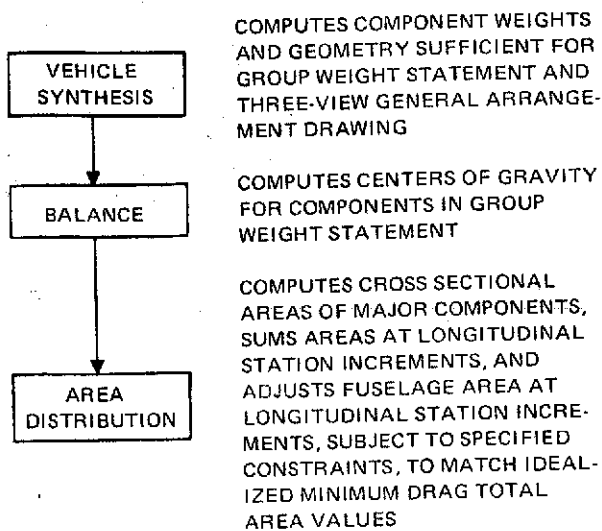 VEHICLE
SYNTHESIS
COMPUTES COMPONENT WEIGHTS
AND GEOMETRY SUFFICIENT FOR
GROUP WEIGHT STATEMENT AND
THREE-VIEW GENERAL ARRANGE-
MENT DRAWING
BALANCE
COMPUTES CENTERS OF GRAVITY
FOR COMPONENTS IN GROUP
WEIGHT STATEMENT
AREA
DISTRIBUTION
COMPUTES CROSS SECTIONAL
AREAS OF MAJOR COMPONENTS,
SUMS AREAS AT LONGITUDINAL
STATION INCREMENTS, AND
ADJUSTS FUSELAGE AREA AT
LONGITUDINAL STATION INCRE-
MENTS, SUBJECT TO SPECIFIED
CONSTRAINTS, TO MATCH IDEAL-
IZED MINIMUM DRAG TOTAL
AREA VALUES